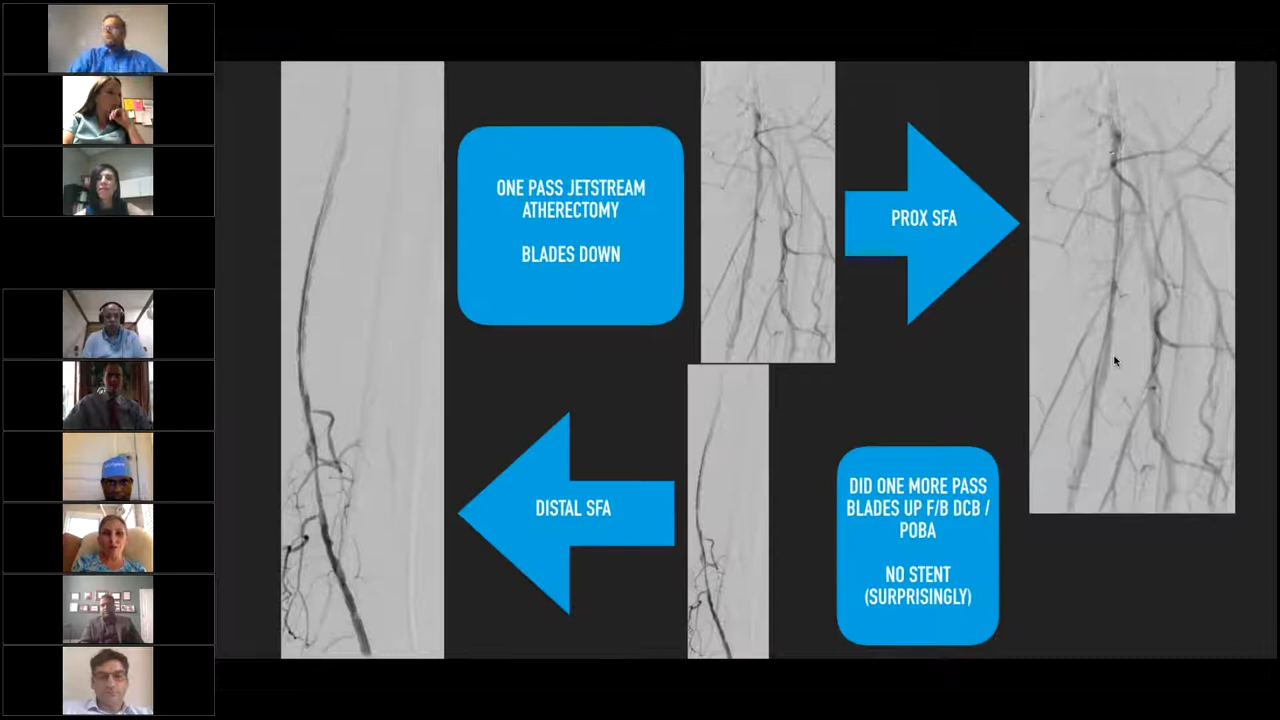 ONE PASS JETSTREAM
ATHERECTOMY
BLADES DOWN
PROX SFA
DISTAL SFA
DID ONE MORE PASS
BLADES UP F/B DCB /
POBA
NO STENT
(SURPRISINGLY)